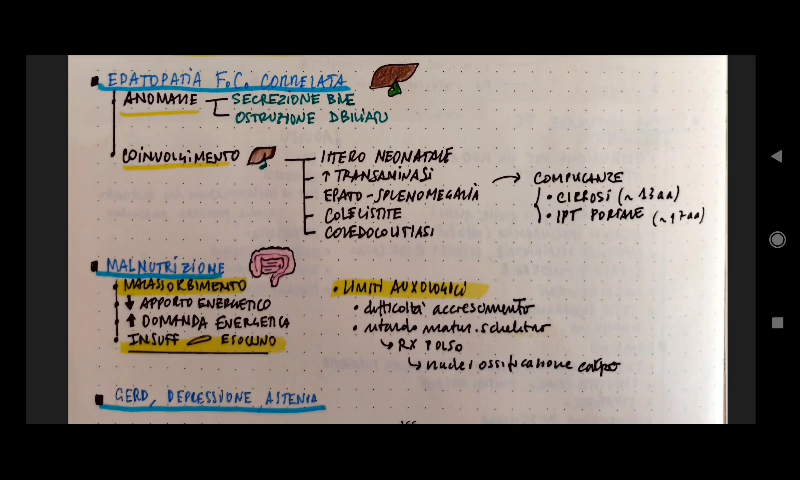 EPATOPATIA F.C. CORRELATA
ANOMALIE
SECREZIONE BILE
OSTRUZIONE D BILIARI
COINVOLGIMENTO
ITTERO NEONATALE
↑ TRANSAMINASI
EPATO-SPLENOMEGALIA
COLECISTITE
COLEDOCOLITIASI
→ COMPLICANZE
• CIRROSI (~ 13 aa)
• IPT PORTALE (~ 17 aa)
MALNUTRIZIONE
MALASSORBIMENTO
↓ APPORTO ENERGETICO
↑ DOMANDA ENERGETICA
INSUFF ESOCRINO
• LIMITI AUXOLOGICI
• difficoltà accrescimento
• ritardo matur. scheletro
↳ RX POLSO
↳ nuclei ossificazione carpo
GERD, DEPRESSIONE, ASTENIA